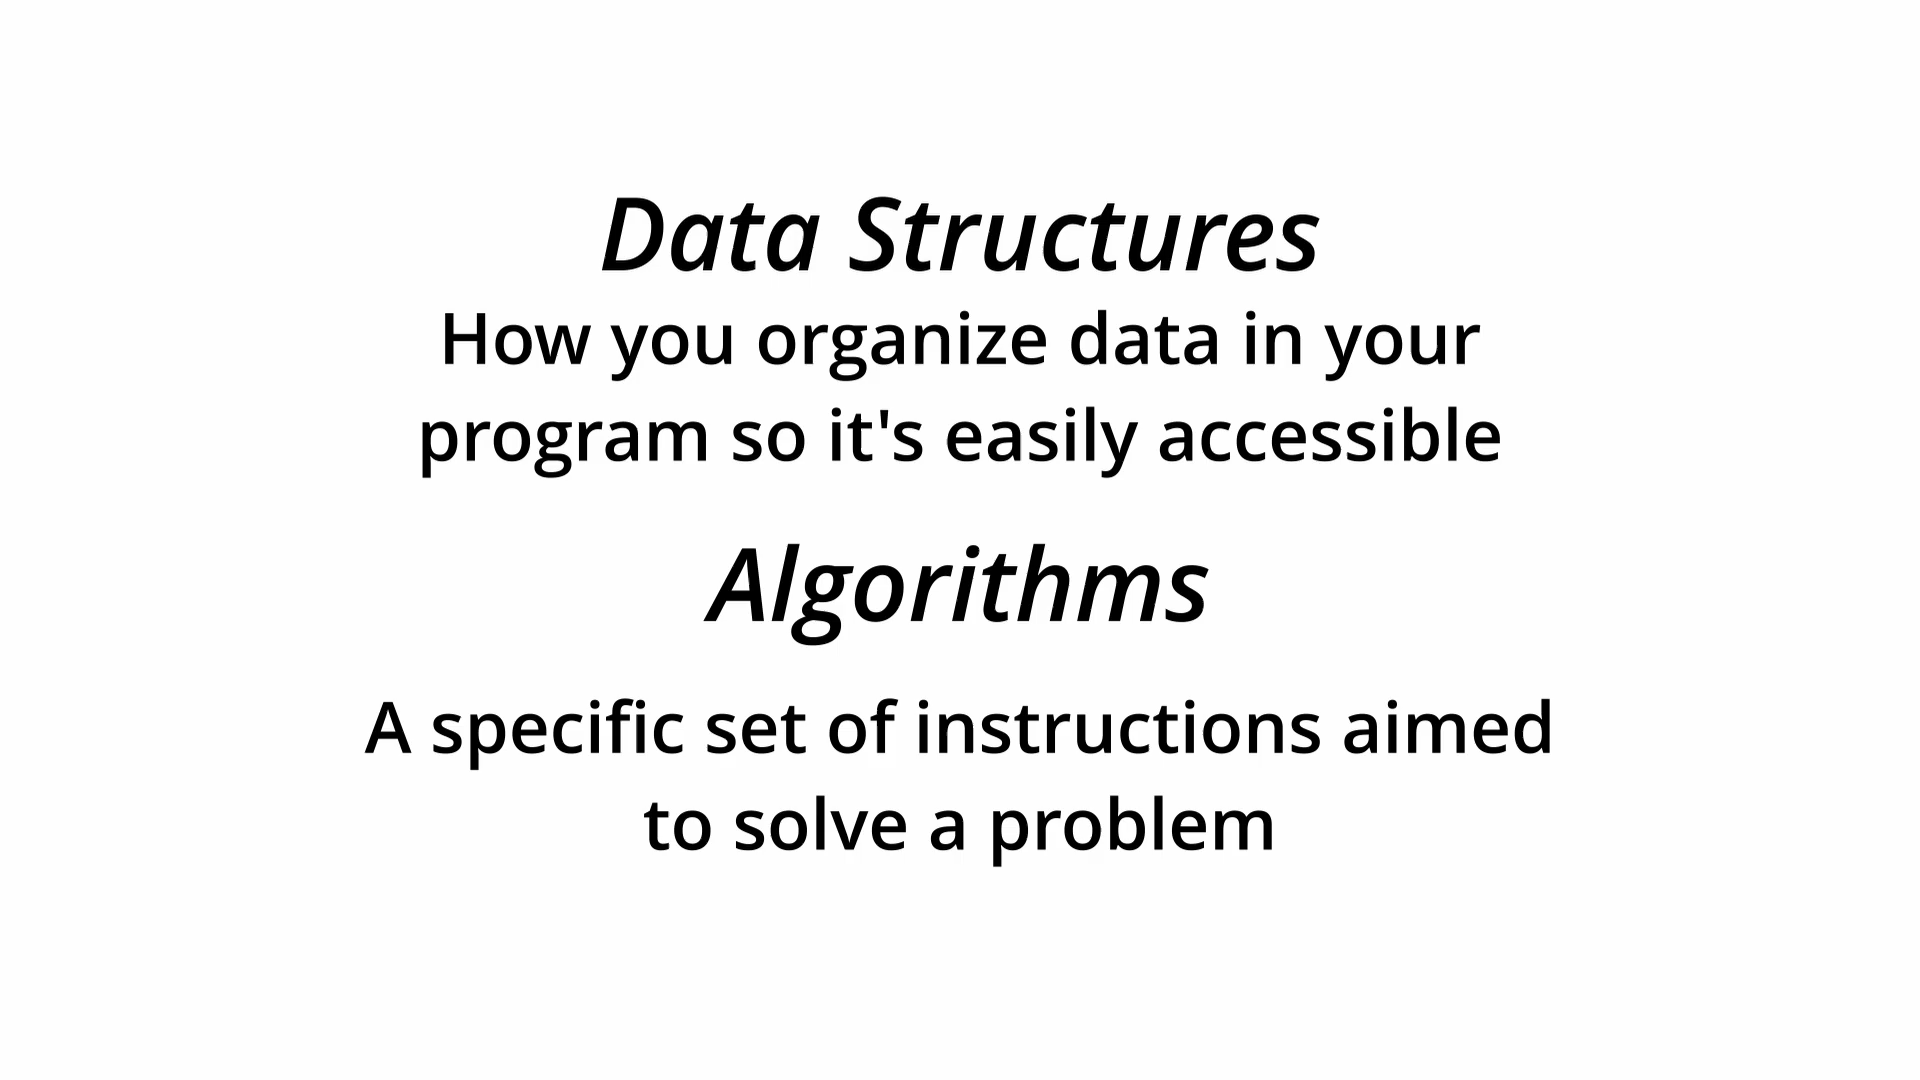 Data Structures
How you organize data in your
program so it's easily accessible
Algorithms
A specific set of instructions aimed
to solve a problem